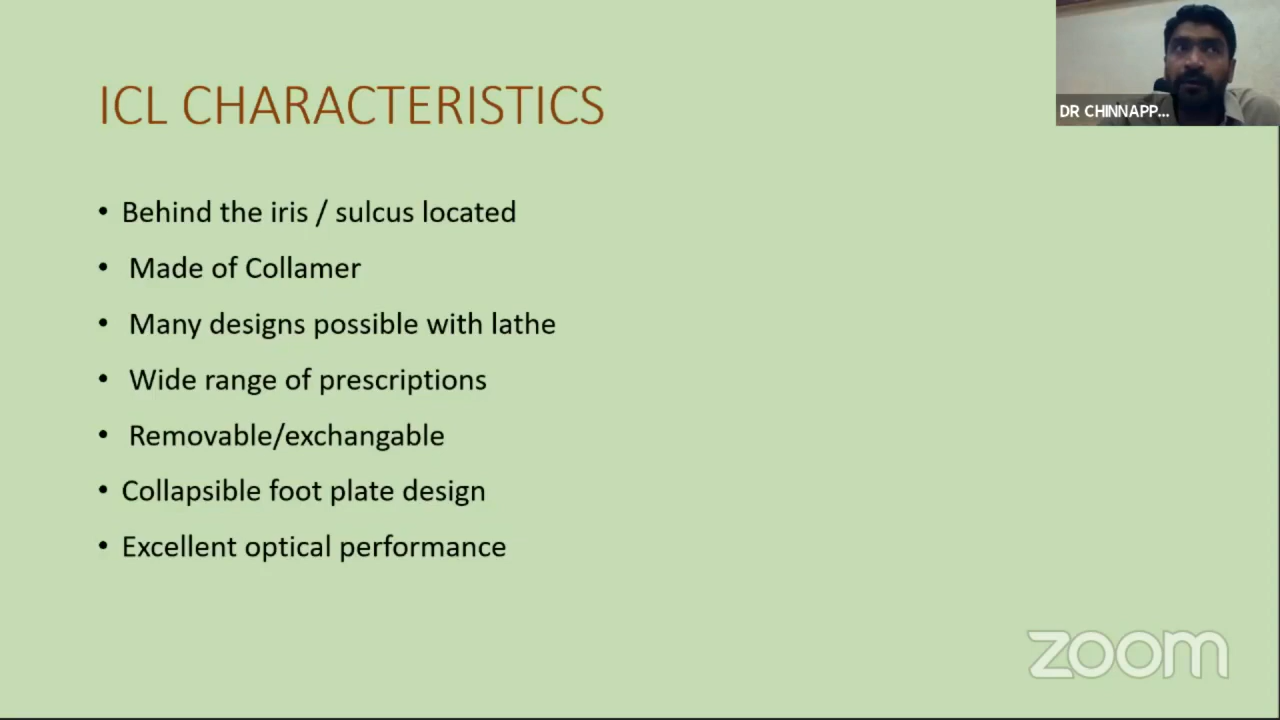 ICL CHARACTERISTICS
DR CHINNAPP...
• Behind the iris / sulcus located
• Made of Collamer
• Many designs possible with lathe
• Wide range of prescriptions
• Removable/exchangable
• Collapsible foot plate design
• Excellent optical performance
zoom